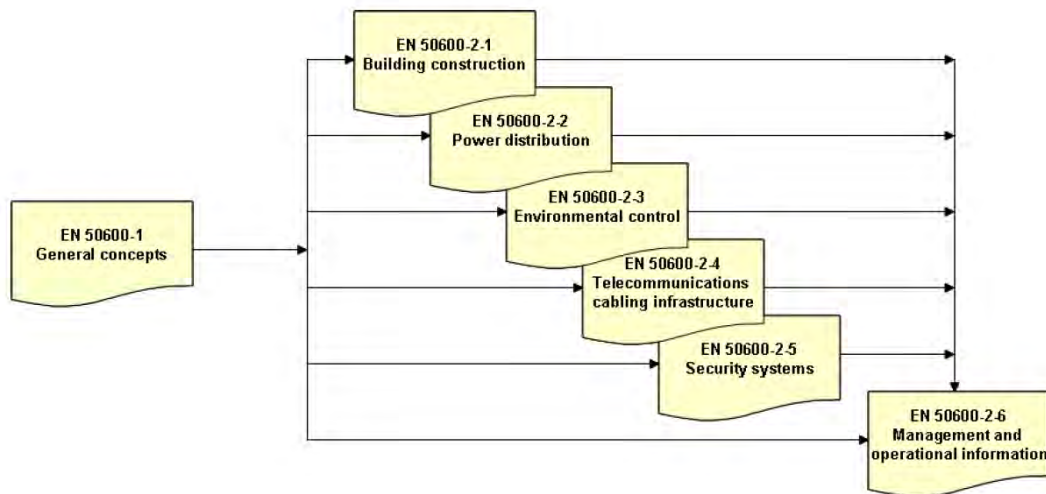 EN 50600-2-1
Building construction
EN 50600-2-2
Power distribution
EN 50600-2-3
Environmental control
EN 50600-1
General concepts
EN 50600-2-4
Telecommunications
cabling infrastructure
EN 50600-2-5
Security systems
EN 50600-2-6
Management and
operational information